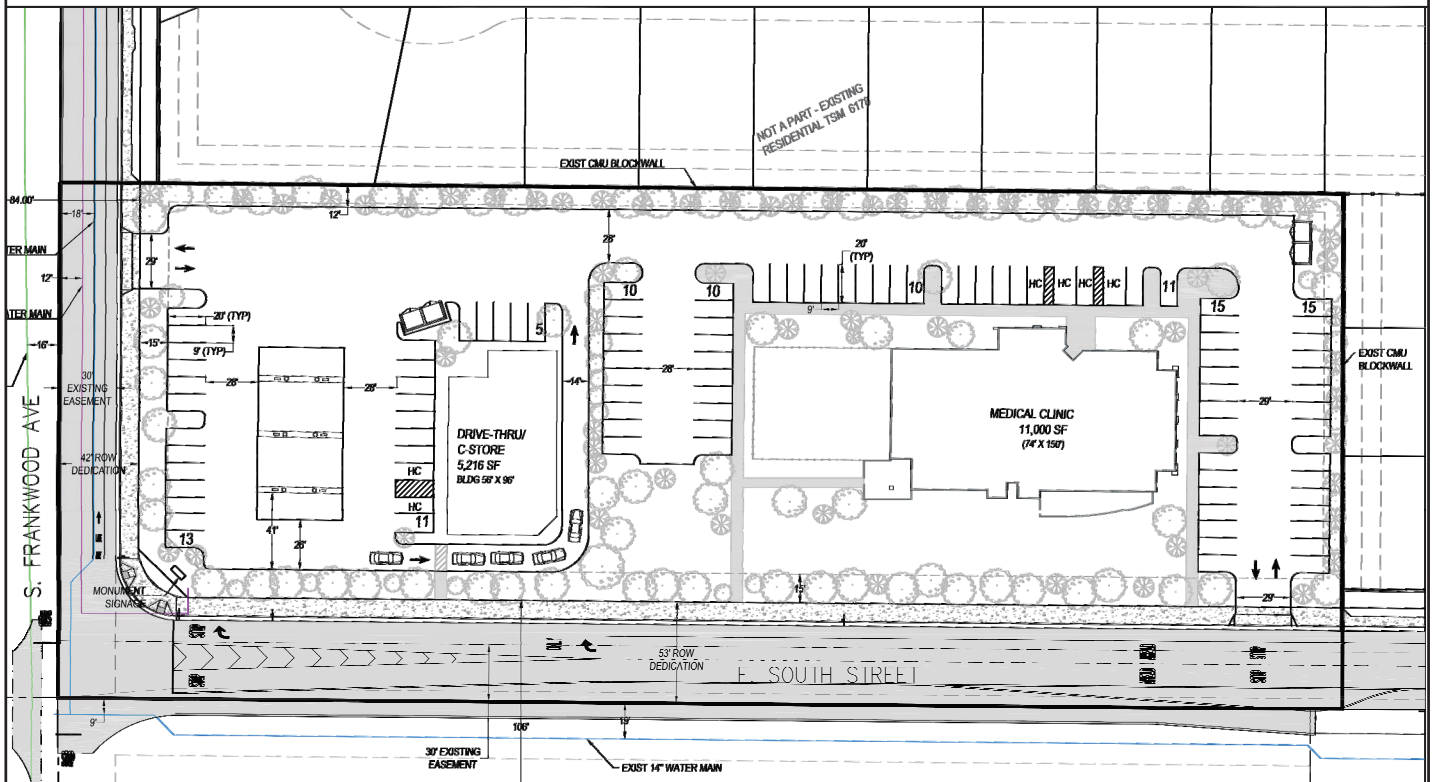 NOT A PART - EXISTING
RESIDENTIAL TSM 6170
EXIST CMU BLOCKWALL
84.00'
18'
12'
TER MAIN
29'
28'
20'
(TYP)
12'
TER MAIN
16'
20' (TYP)
15'
9' (TYP)
10
10
10
HC
HC
HC
HC
11
15
15
9'
5
EXIST CMU
BLOCKWALL
30'
EXISTING
EASEMENT
28'
28'
14'
28'
29'
S. FRANKWOOD AVE
42' ROW
DEDICATION
DRIVE-THRU/
C-STORE
5,216 SF
BLDG 56' X 96'
MEDICAL CLINIC
11,000 SF
(74' X 150')
HC
HC
11
13
41'
28'
MONUMENT
SIGNAGE
15'
29'
53' ROW
DEDICATION
E. SOUTH STREET
9'
106'
30' EXISTING
EASEMENT
EXIST 14" WATER MAIN